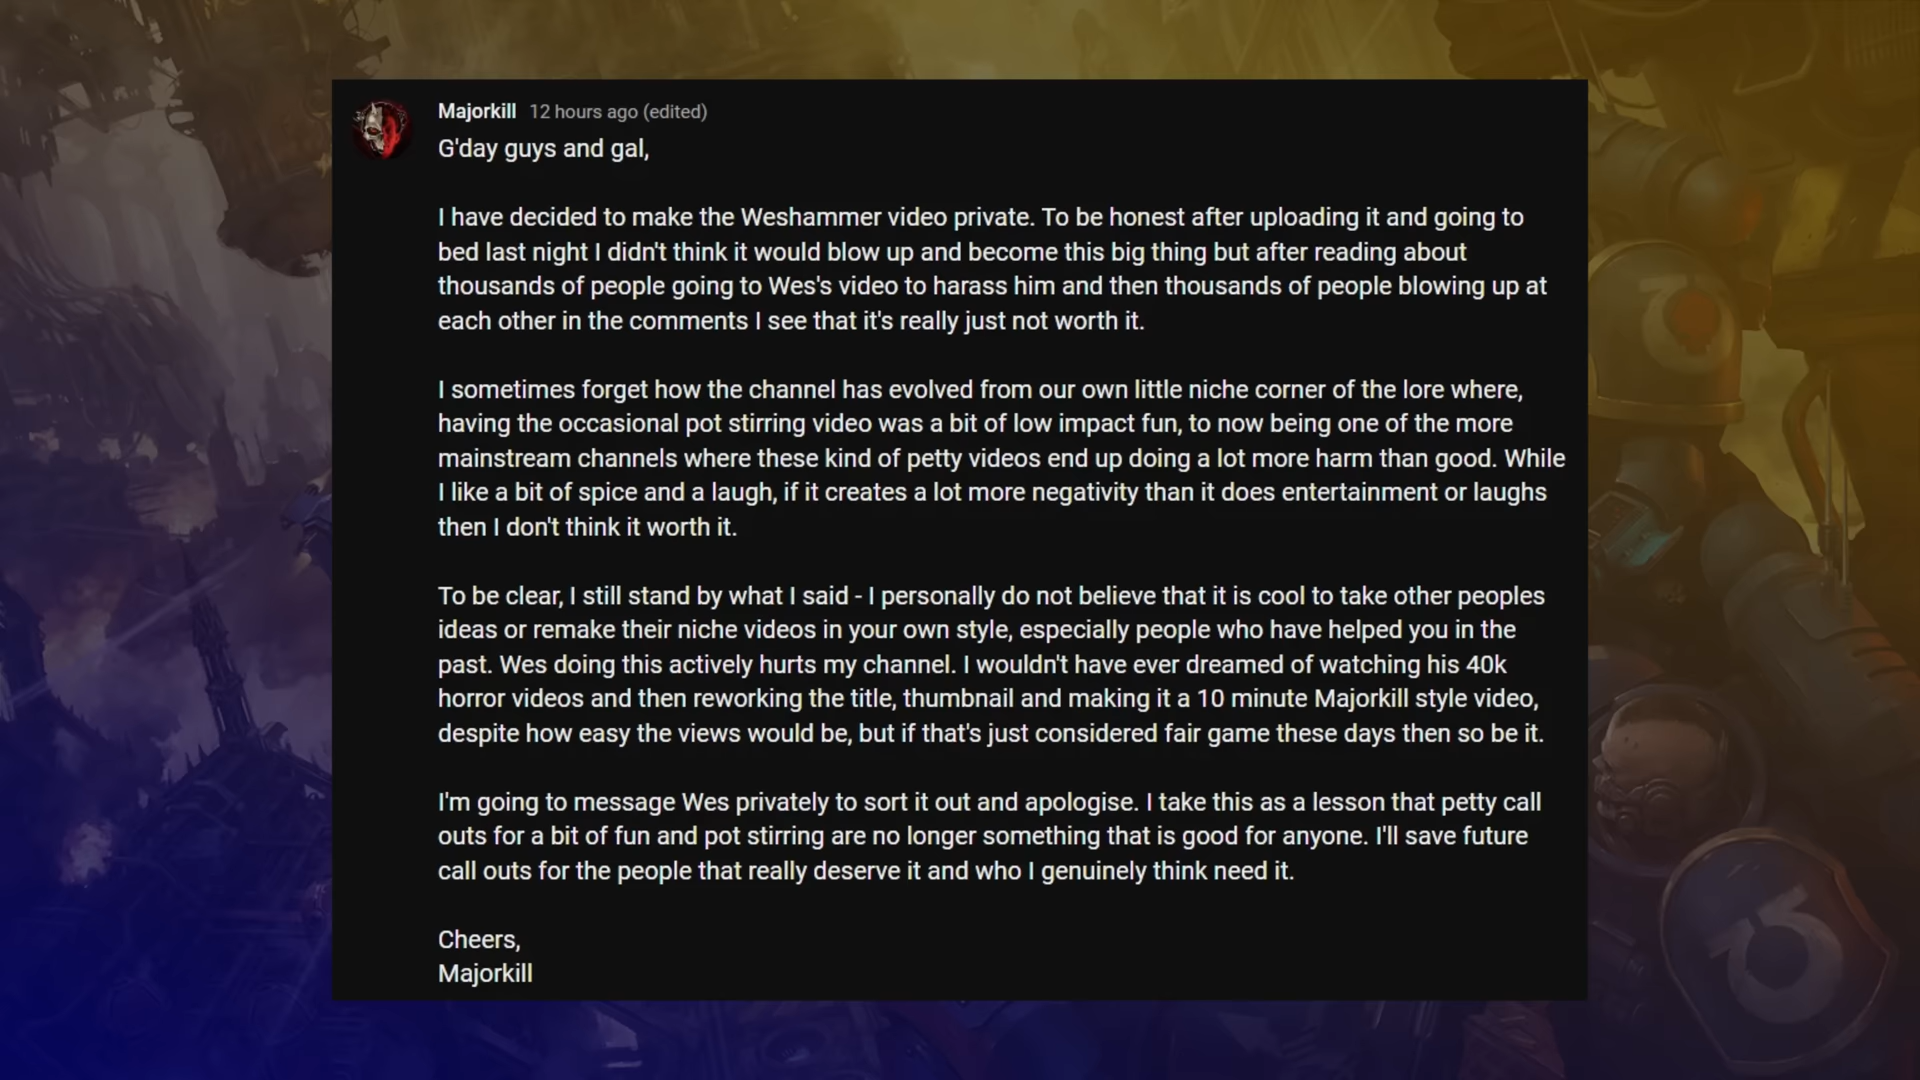 Majorkill 12 hours ago (edited)
G'day guys and gal,
I have decided to make the Weshammer video private. To be honest after uploading it and going to
bed last night I didn't think it would blow up and become this big thing but after reading about
thousands of people going to Wes's video to harass him and then thousands of people blowing up at
each other in the comments I see that it's really just not worth it.
I sometimes forget how the channel has evolved from our own little niche corner of the lore where,
having the occasional pot stirring video was a bit of low impact fun, to now being one of the more
mainstream channels where these kind of petty videos end up doing a lot more harm than good. While
I like a bit of spice and a laugh, if it creates a lot more negativity than it does entertainment or laughs
then I don't think it worth it.
To be clear, I still stand by what I said - I personally do not believe that it is cool to take other peoples
ideas or remake their niche videos in your own style, especially people who have helped you in the
past. Wes doing this actively hurts my channel. I wouldn't have ever dreamed of watching his 40k
horror videos and then reworking the title, thumbnail and making it a 10 minute Majorkill style video,
despite how easy the views would be, but if that's just considered fair game these days then so be it.
I'm going to message Wes privately to sort it out and apologise. I take this as a lesson that petty call
outs for a bit of fun and pot stirring are no longer something that is good for anyone. I'll save future
call outs for the people that really deserve it and who I genuinely think need it.
Cheers,
Majorkill